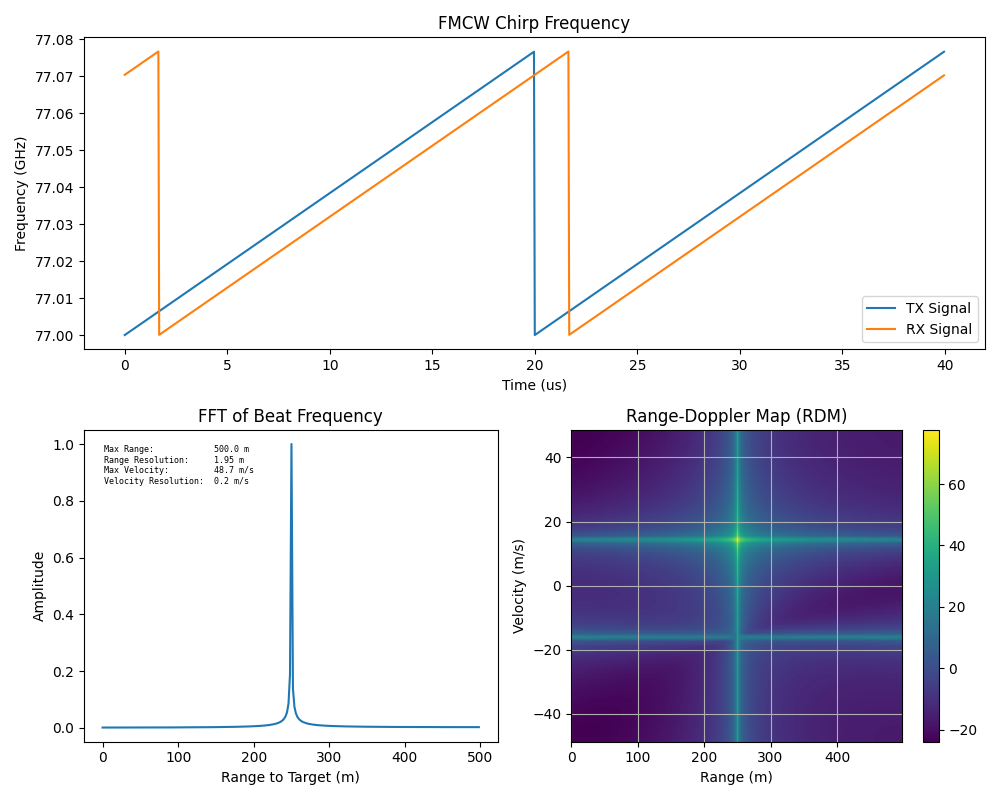 FMCW Chirp Frequency
77.08
77.07
77.06
77.05
77.04
77.03
77.02
77.01
77.00
Frequency (GHz)
TX Signal
RX Signal
0 5 10 15 20 25 30 35 40
Time (us)
FFT of Beat Frequency
1.0
0.8
0.6
0.4
0.2
0.0
Amplitude
Max Range: 500.0 m
Range Resolution: 1.95 m
Max Velocity: 48.7 m/s
Velocity Resolution: 0.2 m/s
0 100 200 300 400 500
Range to Target (m)
Range-Doppler Map (RDM)
40
20
0
−20
−40
Velocity (m/s)
0 100 200 300 400
Range (m)
60
40
20
0
−20